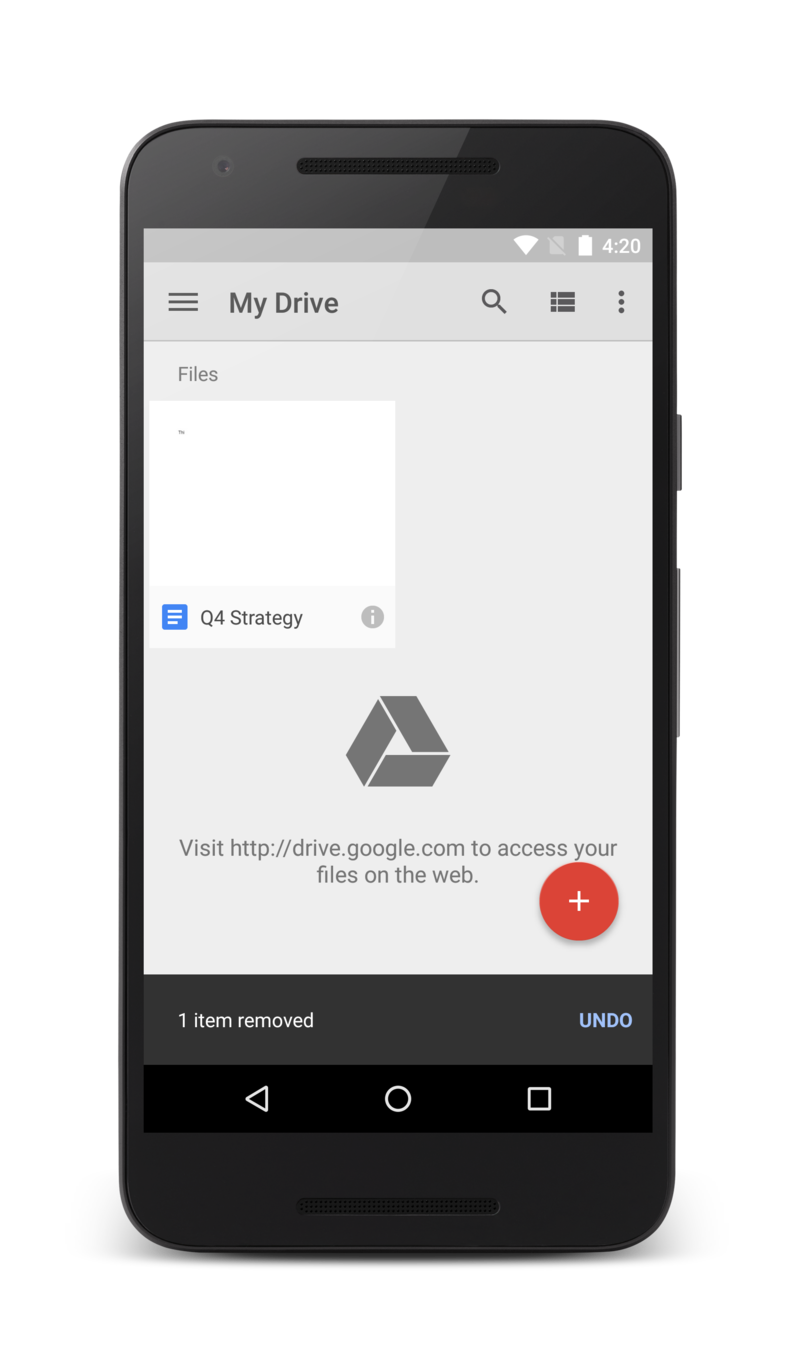 4:20
My Drive
Files
™
Q4 Strategy
Visit http://drive.google.com to access your
files on the web.
1 item removed
UNDO